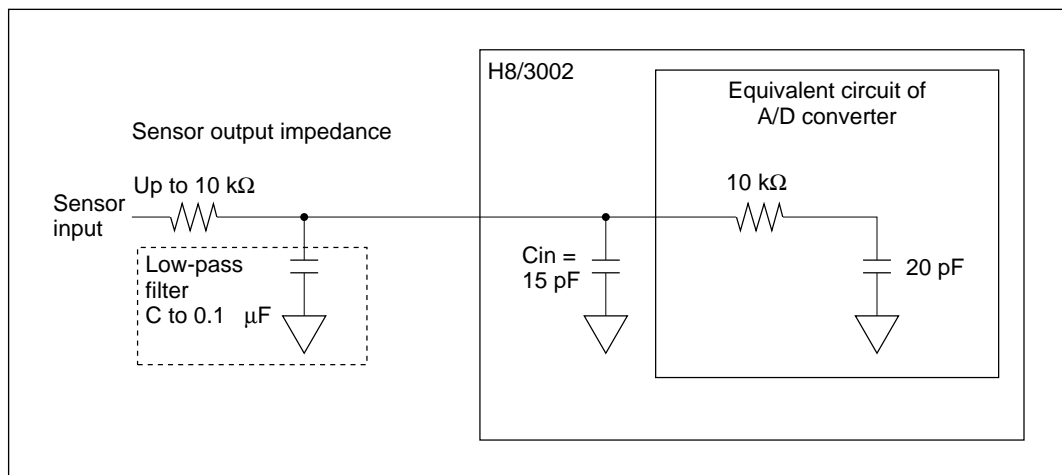 H8/3002
Equivalent circuit of
A/D converter
Sensor output impedance
Up to 10 kΩ
10 kΩ
Sensor
input
Low-pass
filter
C to 0.1 μF
Cin =
15 pF
20 pF